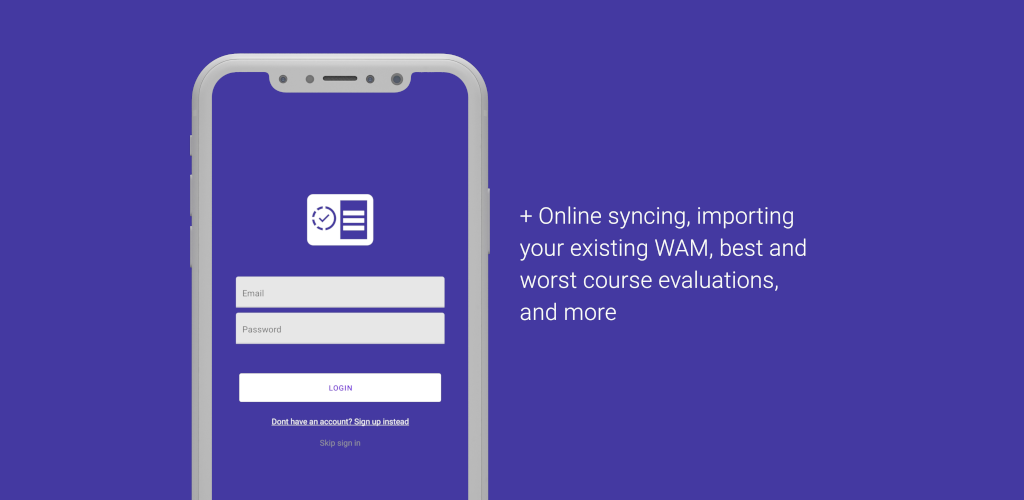 Email
Password
LOGIN
Dont have an account? Sign up instead
Skip sign in
+ Online syncing, importing
your existing WAM, best and
worst course evaluations,
and more